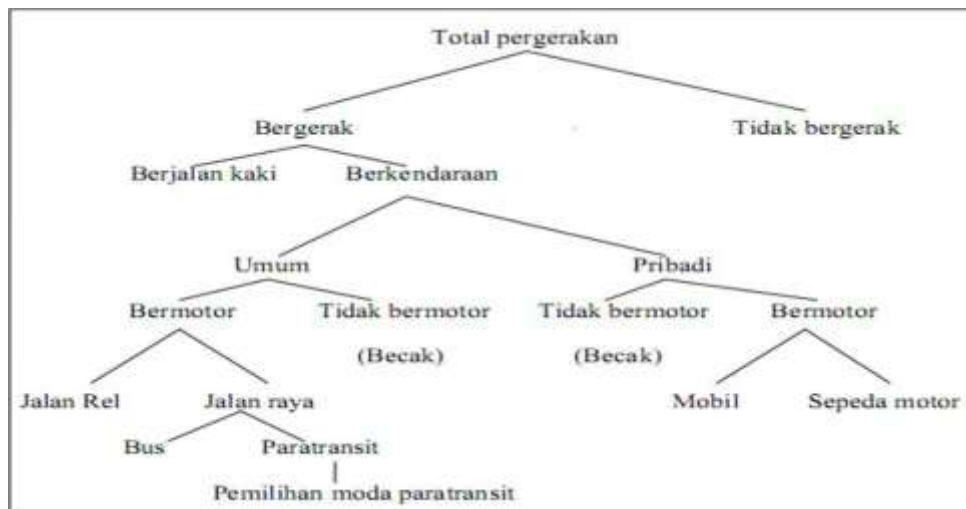 Total pergerakan
Bergerak
Tidak bergerak
Berjalan kaki
Berkendaraan
Umum
Pribadi
Bermotor
Tidak bermotor
Tidak bermotor
Bermotor
(Becak)
(Becak)
Jalan Rel
Jalan raya
Mobil
Sepeda motor
Bus
Paratransit
Pemilihan moda paratransit